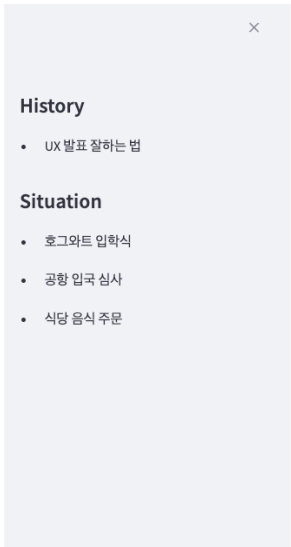 History
• UX 발표 잘하는 법
Situation
• 호그와트 입학식
• 공항 입국 심사
• 식당 음식 주문